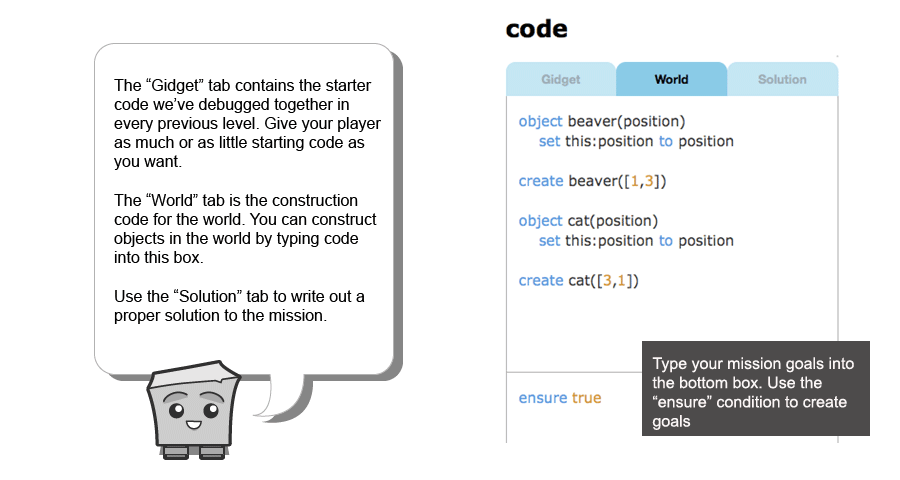 The “Gidget” tab contains the starter
code we’ve debugged together in
every previous level. Give your player
as much or as little starting code as
you want.
The “World” tab is the construction
code for the world. You can construct
objects in the world by typing code
into this box.
Use the “Solution” tab to write out a
proper solution to the mission.
code
Gidget World Solution
object beaver(position)
set this:position to position
create beaver([1,3])
object cat(position)
set this:position to position
create cat([3,1])
ensure true
Type your mission goals into
the bottom box. Use the
“ensure” condition to create
goals